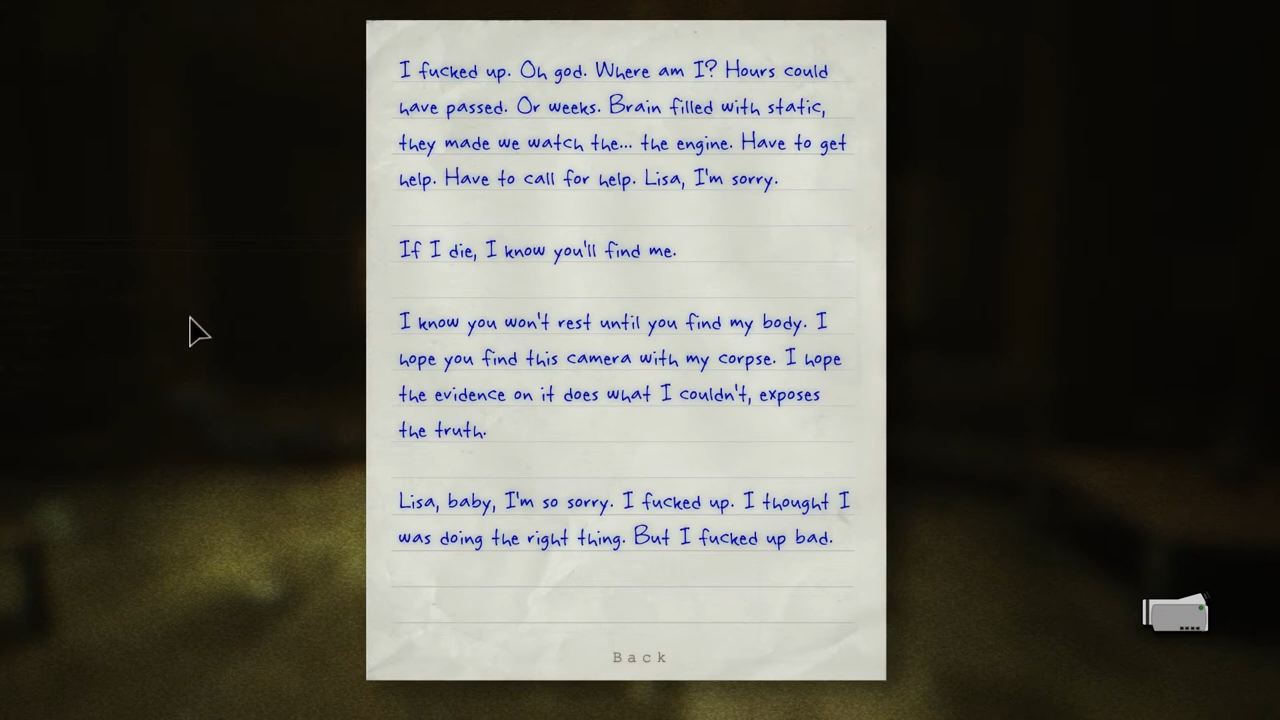 I fucked up. Oh god. Where am I? Hours could
have passed. Or weeks. Brain filled with static,
they made we watch the... the engine. Have to get
help. Have to call for help. Lisa, I'm sorry.
If I die, I know you'll find me.
I know you won't rest until you find my body. I
hope you find this camera with my corpse. I hope
the evidence on it does what I couldn't, exposes
the truth.
Lisa, baby, I'm so sorry. I fucked up. I thought I
was doing the right thing. But I fucked up bad.
Back